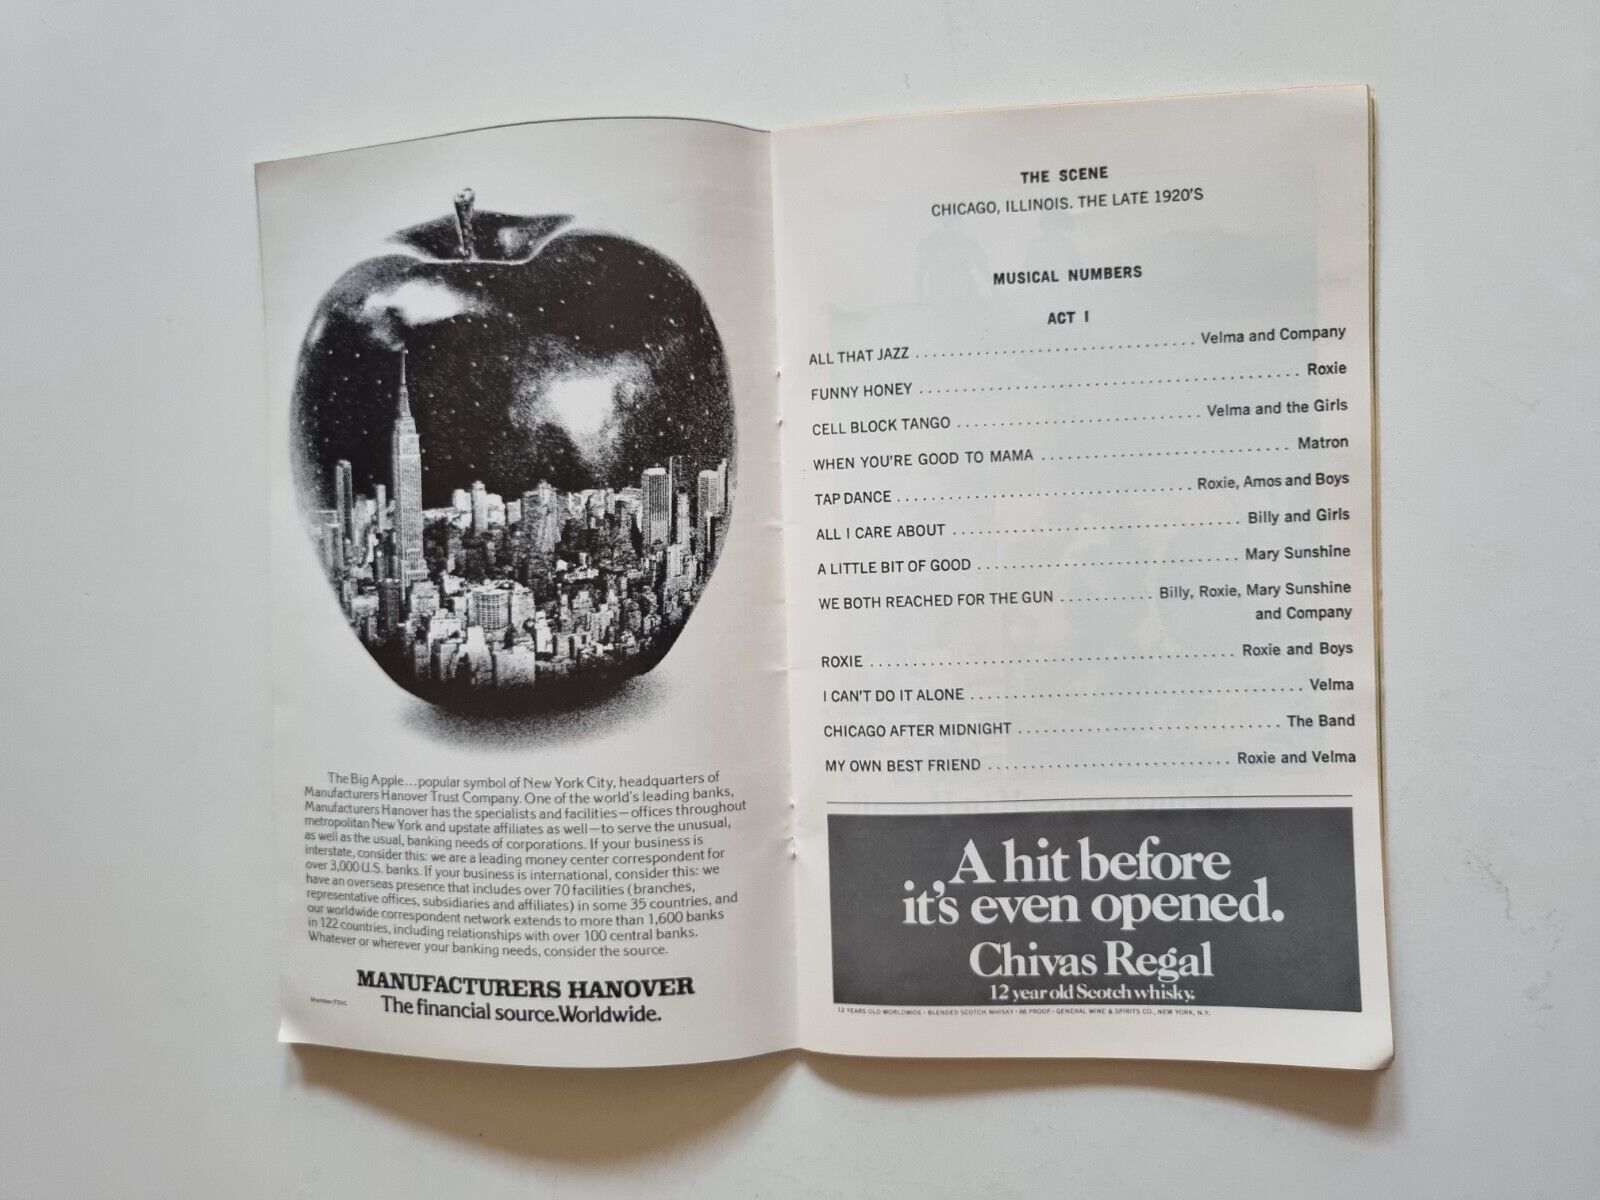 The Big Apple...popular symbol of New York City, headquarters of
Manufacturers Hanover Trust Company. One of the world's leading banks,
Manufacturers Hanover has the specialists and facilities—offices throughout
metropolitan New York and upstate affiliates as well—to serve the unusual,
as well as the usual, banking needs of corporations. If your business is
interstate, consider this: we are a leading money center correspondent for
over 3,000 U.S. banks. If your business is international, consider this: we
have an overseas presence that includes over 70 facilities (branches,
representative offices, subsidiaries and affiliates) in some 35 countries, and
our worldwide correspondent network extends to more than 1,600 banks
in 122 countries, including relationships with over 100 central banks.
Whatever or wherever your banking needs, consider the source.
MANUFACTURERS HANOVER
The financial source.Worldwide.
Member FDIC
THE SCENE
CHICAGO, ILLINOIS. THE LATE 1920'S
MUSICAL NUMBERS
ACT I
ALL THAT JAZZ ................................ Velma and Company
FUNNY HONEY ............................................ Roxie
CELL BLOCK TANGO ............................ Velma and the Girls
WHEN YOU'RE GOOD TO MAMA ............................. Matron
TAP DANCE .................................. Roxie, Amos and Boys
ALL I CARE ABOUT ................................. Billy and Girls
A LITTLE BIT OF GOOD .............................. Mary Sunshine
WE BOTH REACHED FOR THE GUN ........... Billy, Roxie, Mary Sunshine
and Company
ROXIE .......................................... Roxie and Boys
I CAN'T DO IT ALONE ....................................... Velma
CHICAGO AFTER MIDNIGHT ............................... The Band
MY OWN BEST FRIEND ............................ Roxie and Velma
A hit before
it's even opened.
Chivas Regal
12 year old Scotch whisky.
12 YEARS OLD WORLDWIDE • BLENDED SCOTCH WHISKY • 86 PROOF • GENERAL WINE & SPIRITS CO., NEW YORK, N.Y.